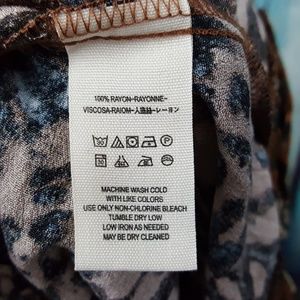 100% RAYON-RAYONNE-
VISCOSA-RAIOM-人造絲-レーヨン
MACHINE WASH COLD
WITH LIKE COLORS
USE ONLY NON-CHLORINE BLEACH
TUMBLE DRY LOW
LOW IRON AS NEEDED
MAY BE DRY CLEANED